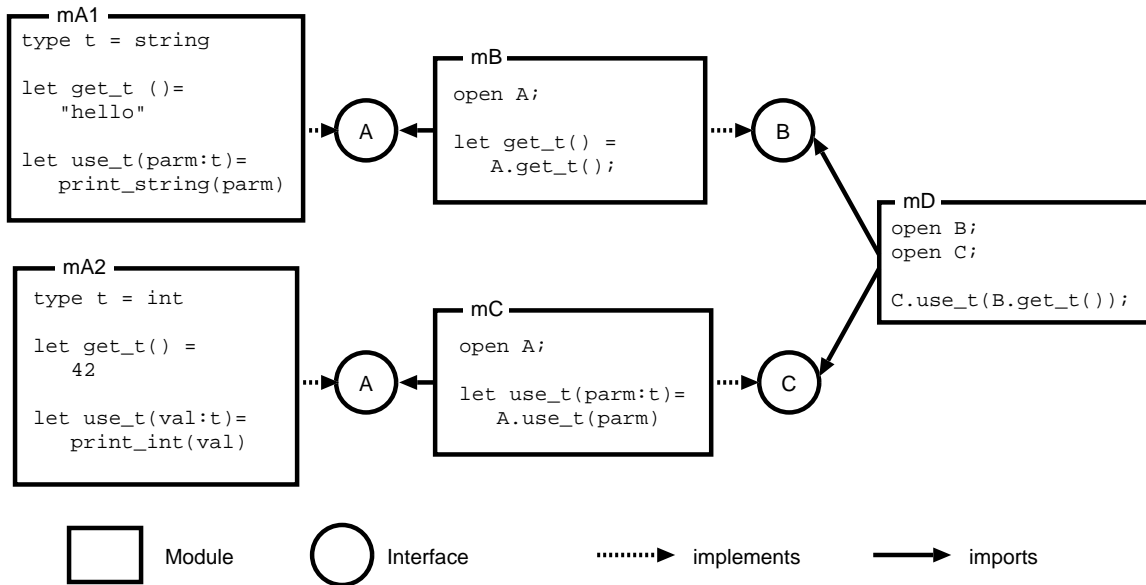 mA1
type t = string
let get_t ()=
"hello"
let use_t(parm:t)=
print_string(parm)
A
mB
open A;
let get_t() =
A.get_t();
B
mD
open B;
open C;
C.use_t(B.get_t());
mA2
type t = int
let get_t() =
42
let use_t(val:t)=
print_int(val)
A
mC
open A;
let use_t(parm:t)=
A.use_t(parm)
C
Module
Interface
implements
imports